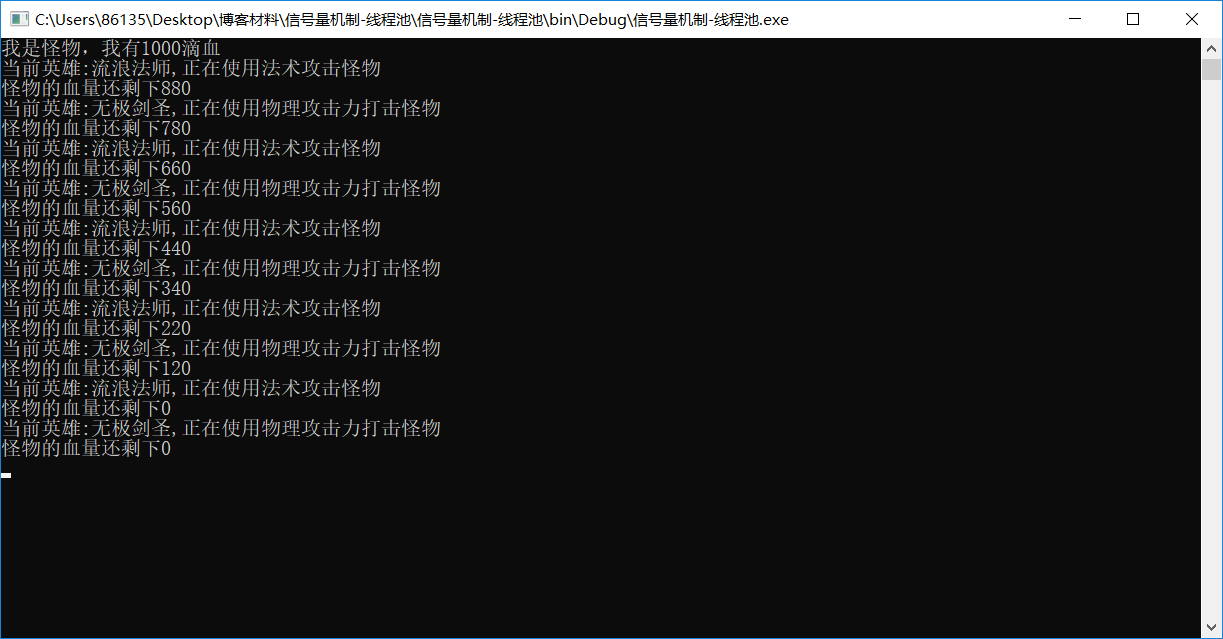 C:\Users\86135\Desktop\博客材料\信号量机制-线程池\信号量机制-线程池\bin\Debug\信号量机制-线程池.exe
我是怪物，我有1000滴血
当前英雄:流浪法师,正在使用法术攻击怪物
怪物的血量还剩下880
当前英雄:无极剑圣,正在使用物理攻击力打击怪物
怪物的血量还剩下780
当前英雄:流浪法师,正在使用法术攻击怪物
怪物的血量还剩下660
当前英雄:无极剑圣,正在使用物理攻击力打击怪物
怪物的血量还剩下560
当前英雄:流浪法师,正在使用法术攻击怪物
怪物的血量还剩下440
当前英雄:无极剑圣,正在使用物理攻击力打击怪物
怪物的血量还剩下340
当前英雄:流浪法师,正在使用法术攻击怪物
怪物的血量还剩下220
当前英雄:无极剑圣,正在使用物理攻击力打击怪物
怪物的血量还剩下120
当前英雄:流浪法师,正在使用法术攻击怪物
怪物的血量还剩下0
当前英雄:无极剑圣,正在使用物理攻击力打击怪物
怪物的血量还剩下0